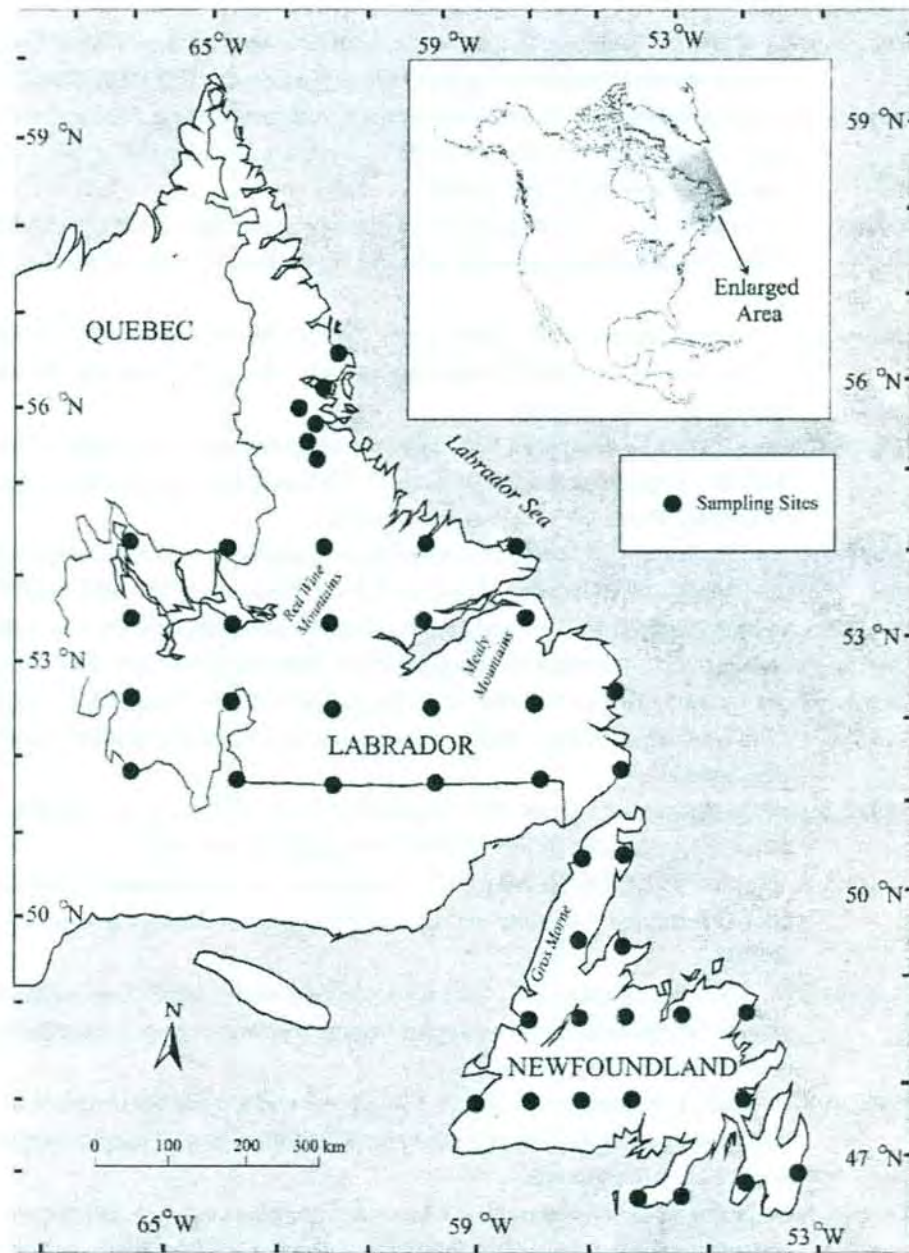 65°W
59°W
53°W
59°N
59°N
Enlarged
Area
QUEBEC
56°N
56°N
Labrador Sea
Sampling Sites
Red Wine
Mountains
Mealy
Mountains
53°N
53°N
LABRADOR
50°N
50°N
Gros Morne
N
NEWFOUNDLAND
0 100 300 km
47°N
65°W
59°W
53°W